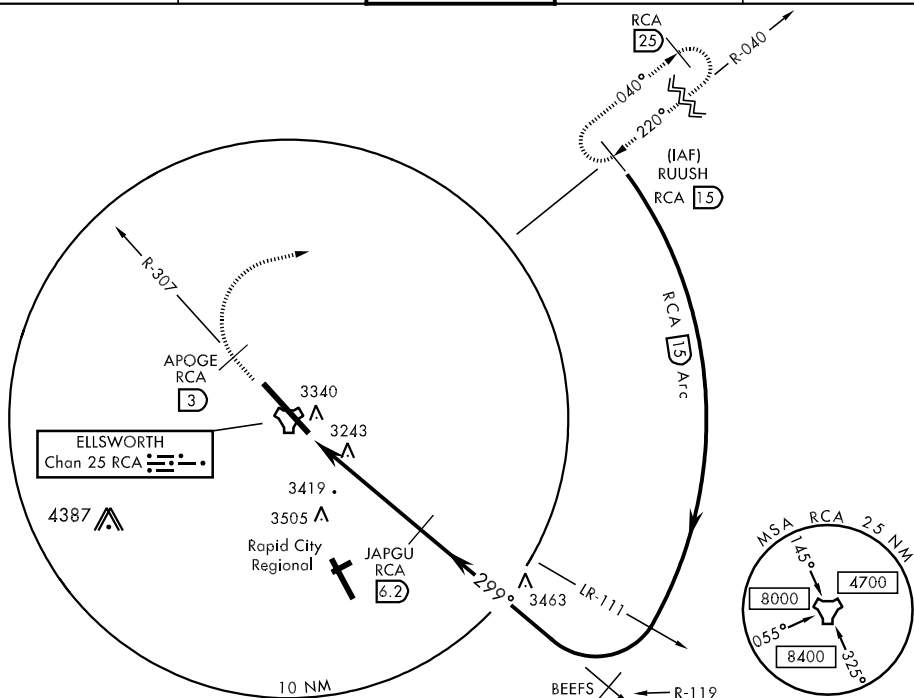 RCA
25
R-040
040°
220°
(IAF)
RUUSH
RCA 15
R-307
RCA 15 Arc
APOGE
RCA
3
3340
3243
ELLSWORTH
Chan 25 RCA
3419
3505
4387
Rapid City
Regional
JAPGU
RCA
6.2
299°
3463
LR-111
MSA RCA 25 NM
145°
4700
8000
055°
8400
325°
10 NM
BEEFS
R-119